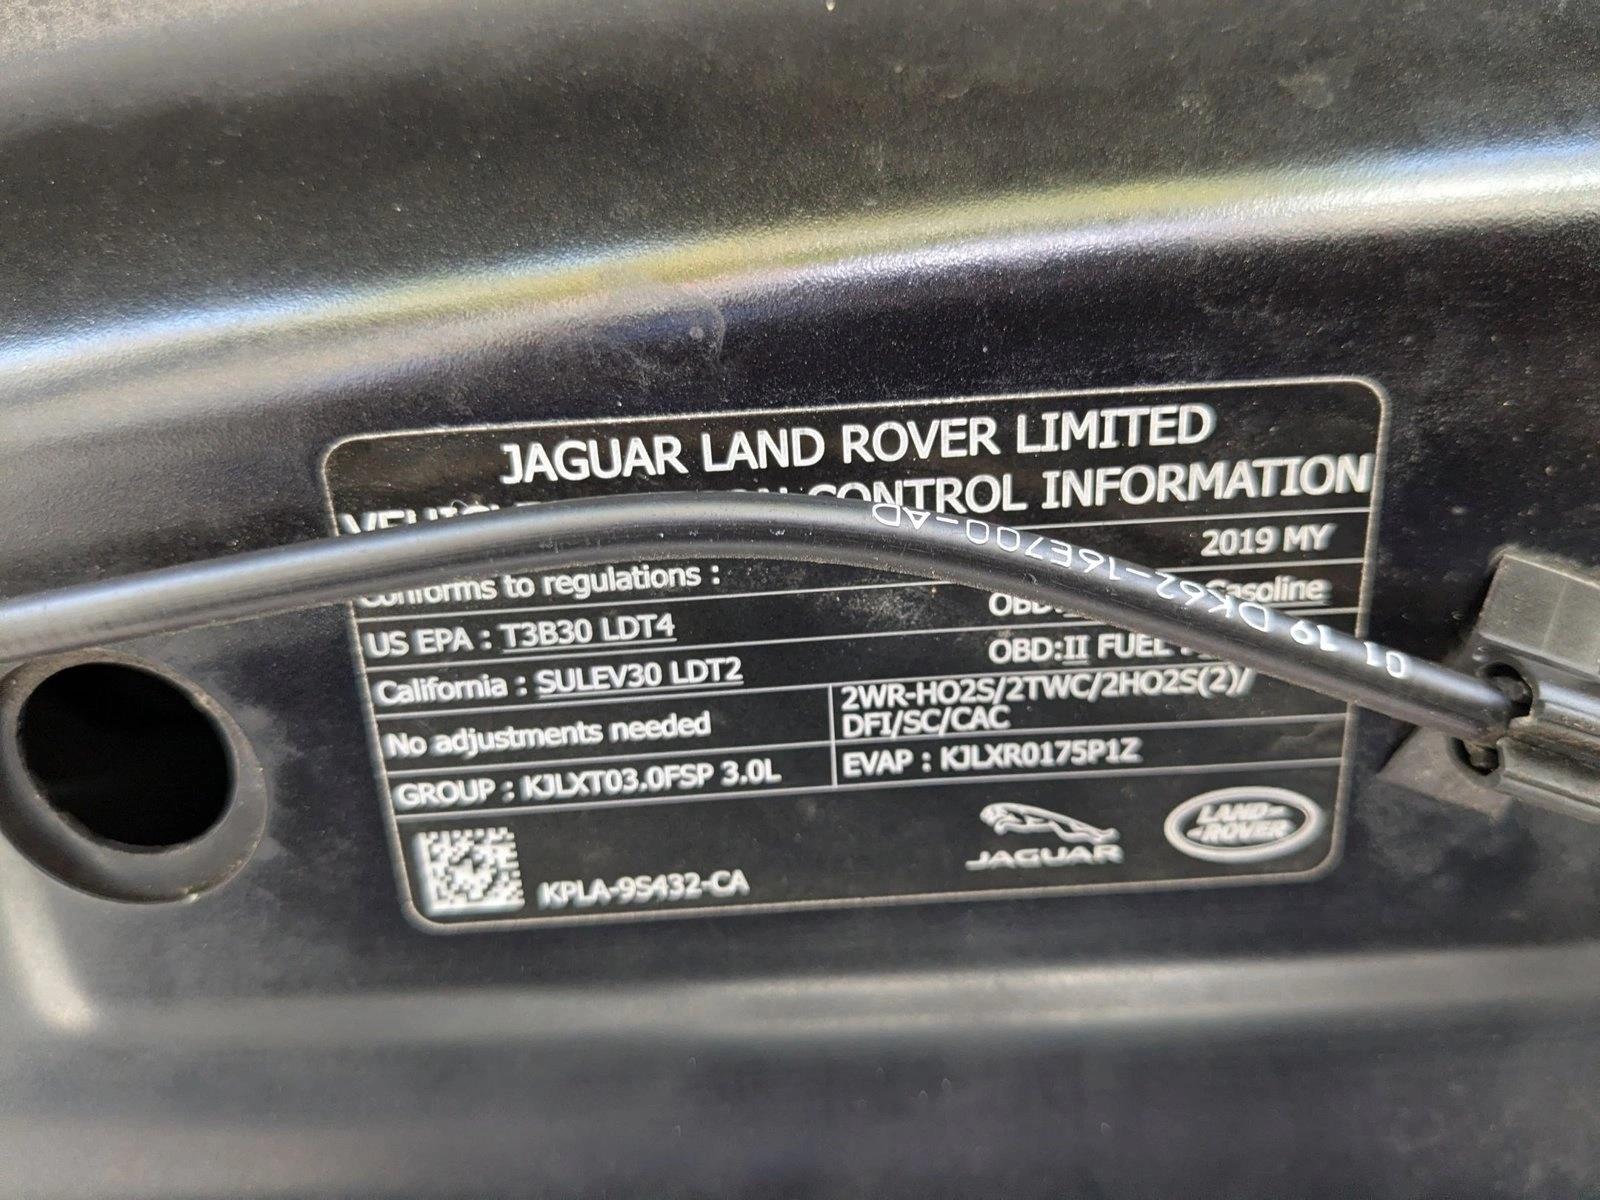 JAGUAR LAND ROVER LIMITED
CONTROL INFORMATION
2019 MY
Conforms to regulations :
Gasoline
US EPA : T3B30 LDT4
OBD:
California : SULEV30 LDT2
OBD:II FUEL
No adjustments needed
2WR-HO2S/2TWC/2HO2S(2)/
DFI/SC/CAC
GROUP : KJLXT03.0FSP 3.0L
EVAP : KJLXR0175P1Z
KPLA-9S432-CA
JAGUAR
LAND-
-ROVER
01 19 DK62-16E700-AD